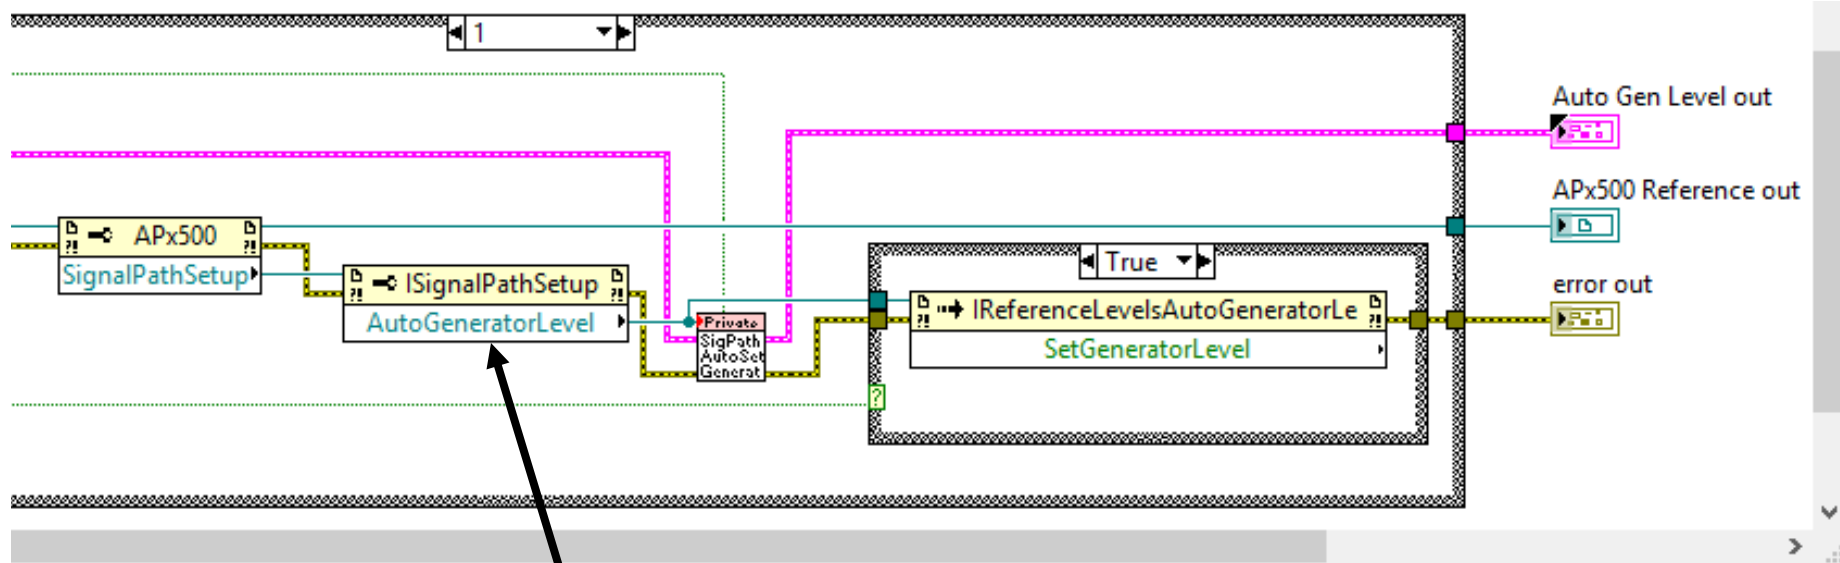 1
Auto Gen Level out
APx500 Reference out
APx500
SignalPathSetup
ISignalPathSetup
AutoGeneratorLevel
Private
SigPath
AutoSet
Generat
True
?
IReferenceLevelsAutoGeneratorLe
SetGeneratorLevel
error out